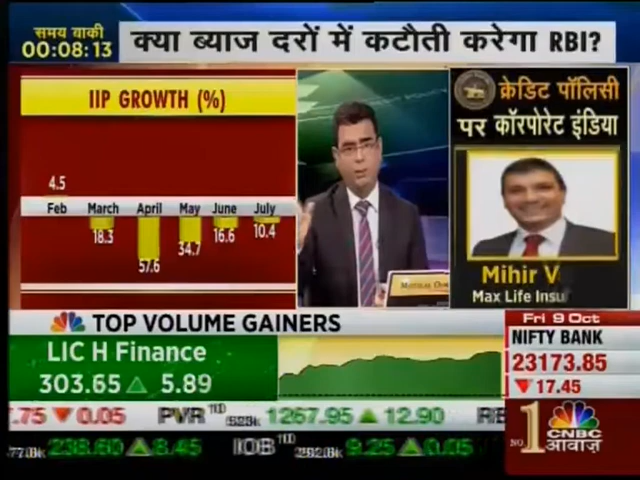 समय बाकी
00:08:13
क्या ब्याज दरों में कटौती करेगा RBI?
IIP GROWTH (%)
4.5
Feb March April May June July
18.3 57.6 34.7 16.6 10.4
क्रेडिट पॉलिसी
पर कॉरपोरेट इंडिया
Mihir V
Max Life Insu
TOP VOLUME GAINERS
LIC H Finance
303.65 5.89
Fri 9 Oct
NIFTY BANK
23173.85
17.45
.75 0.05 PVR 1267.95 12.90
238.60 8.45 IOB 9.25 0.05
NO. 1 CNBC
आवाज़